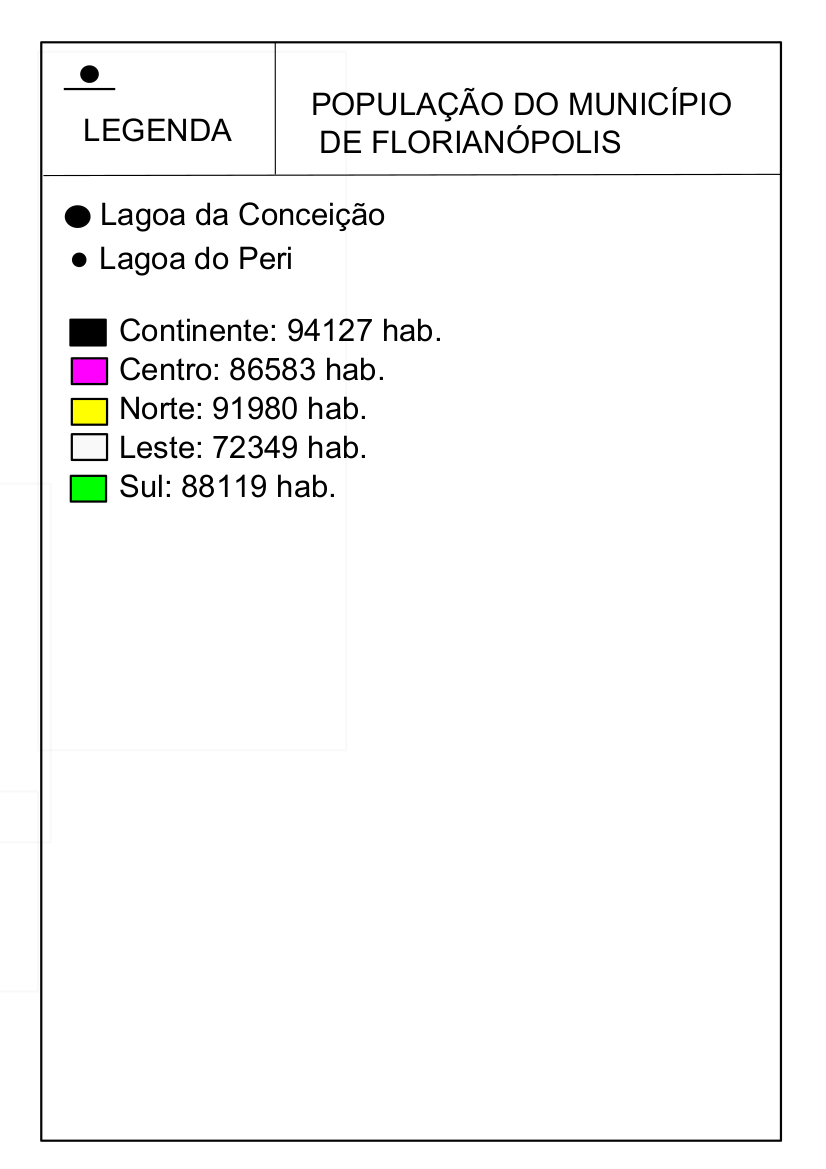 LEGENDA
POPULAÇÃO DO MUNICÍPIO
DE FLORIANÓPOLIS
Lagoa da Conceição
Lagoa do Peri
Continente: 94127 hab.
Centro: 86583 hab.
Norte: 91980 hab.
Leste: 72349 hab.
Sul: 88119 hab.